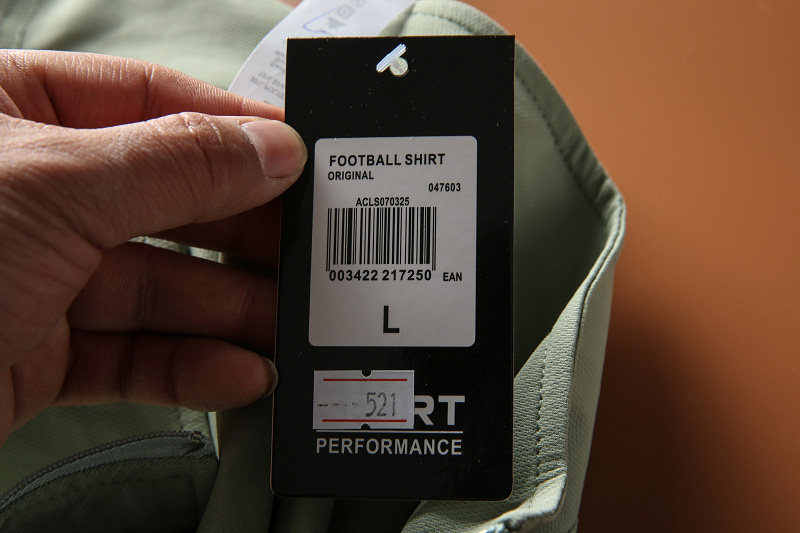 FOOTBALL SHIRT
ORIGINAL
047603
ACLS070325
003422 217250 EAN
L
521
RT
PERFORMANCE